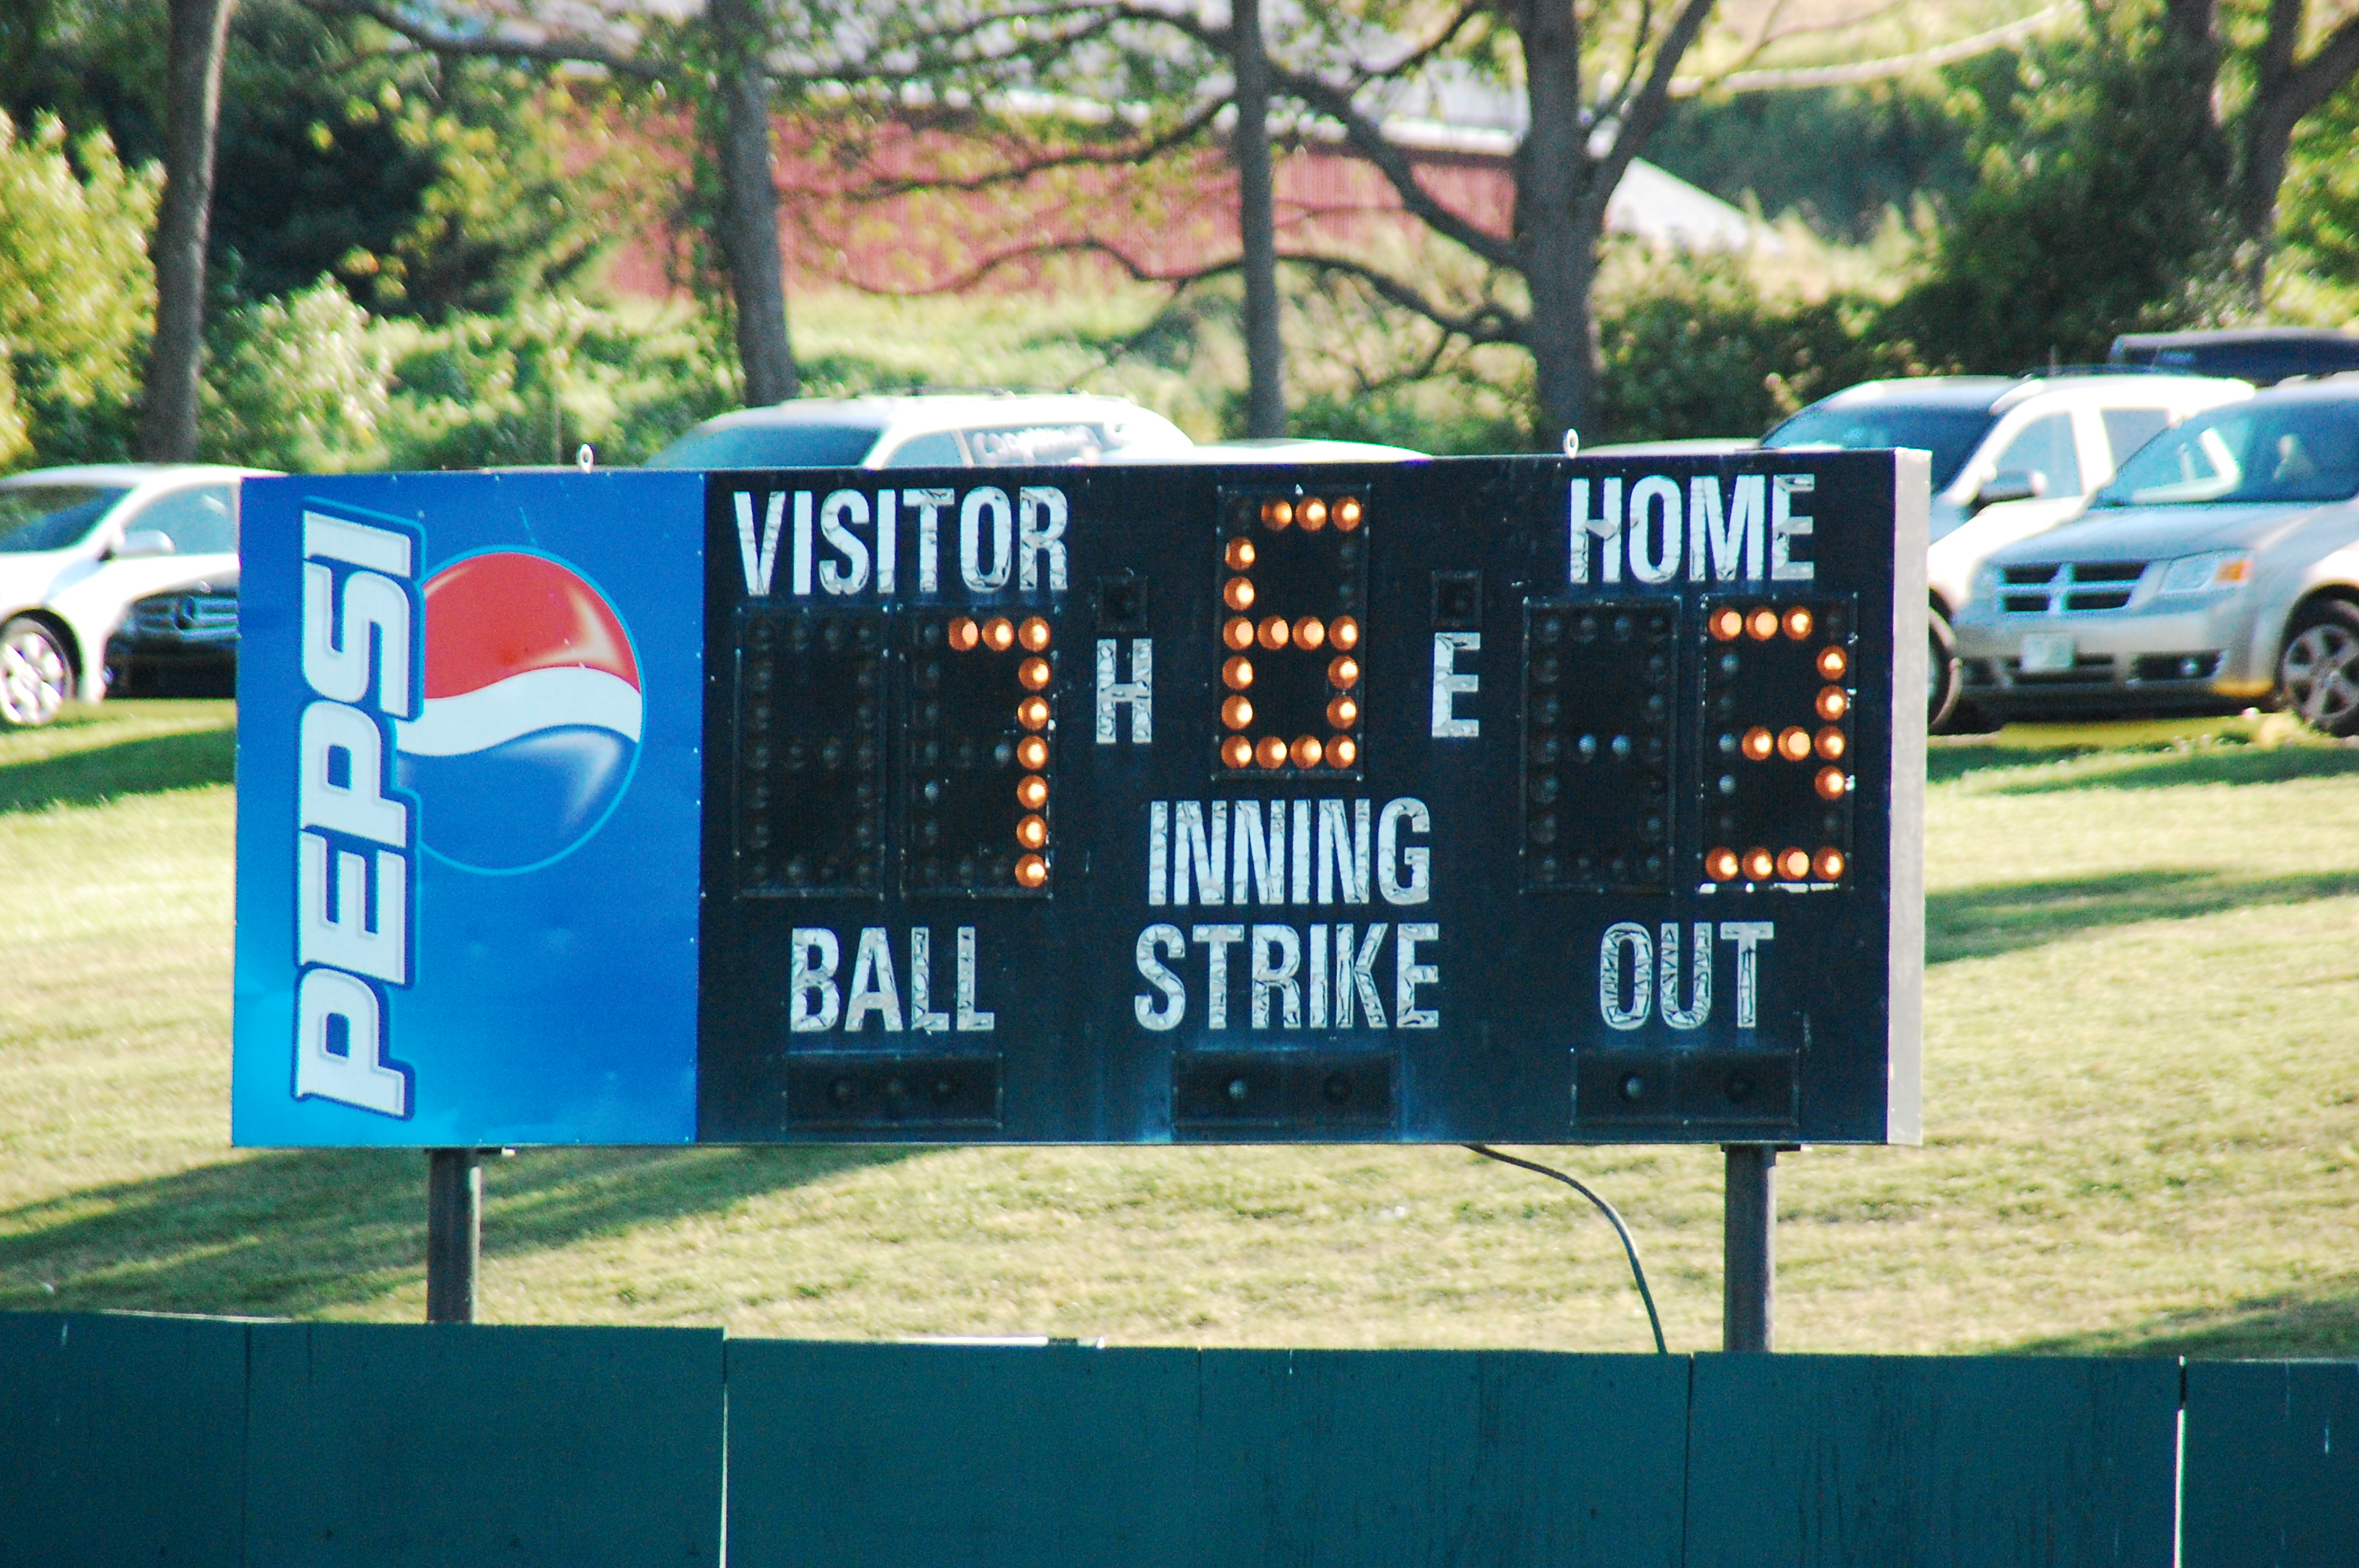 PEPSI
VISITOR 6 HOME
7 H E 3
INNING
BALL STRIKE OUT